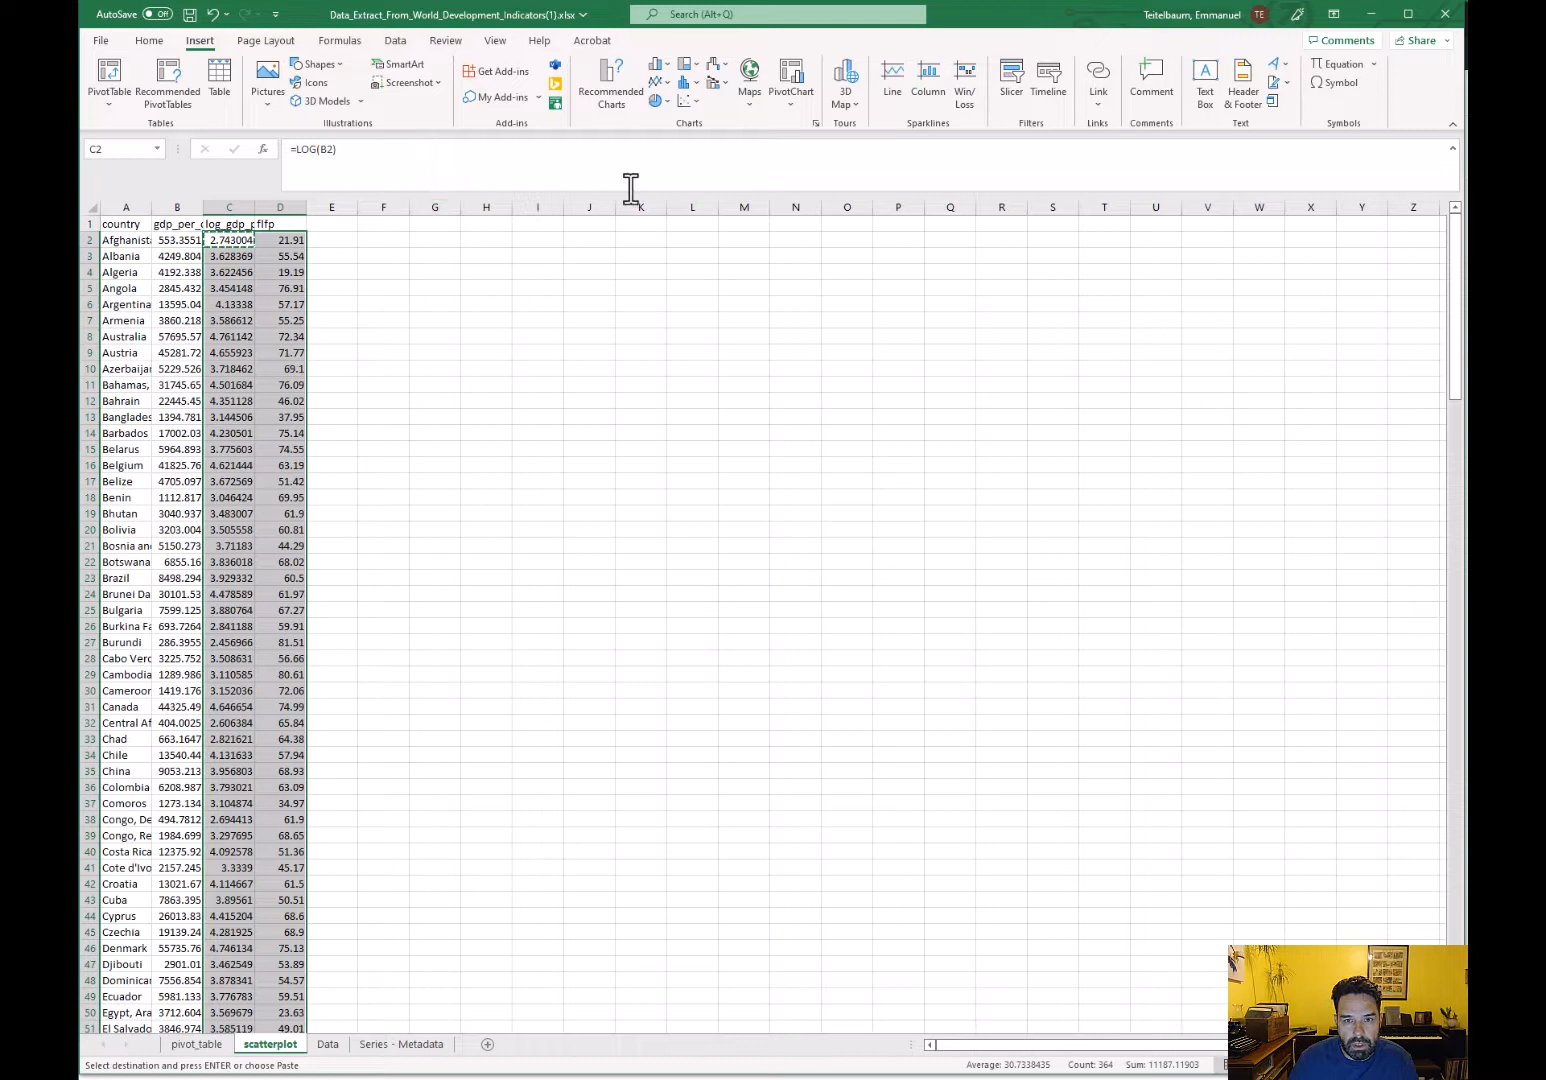 AutoSave Off Data_Extract_From_World_Development_Indicators(1).xlsx Search (Alt+Q) Teitelbaum, Emmanuel TE
File Home Insert Page Layout Formulas Data Review View Help Acrobat Comments Share
PivotTable Recommended PivotTables Table Pictures Shapes Icons 3D Models SmartArt Screenshot Get Add-ins My Add-ins Recommended Charts Maps PivotChart 3D Map Line Column Win/Loss Slicer Timeline Link Comment Text Box Header & Footer Equation Symbol
Tables Illustrations Add-ins Charts Tours Sparklines Filters Links Comments Text Symbols
C2 fx =LOG(B2)
A B C D E F G H I J K L M N O P Q R S T U V W X Y Z
1 country gdp_per_c log_gdp_p flfp
2 Afghanista 553.3551 2.743004 21.91
3 Albania 4249.804 3.628369 55.54
4 Algeria 4192.338 3.622456 19.19
5 Angola 2845.432 3.454148 76.91
6 Argentina 13595.04 4.13338 57.17
7 Armenia 3860.218 3.586612 55.25
8 Australia 57695.57 4.761142 72.34
9 Austria 45281.72 4.655923 71.77
10 Azerbaijan 5229.526 3.718462 69.1
11 Bahamas, 31745.65 4.501684 76.09
12 Bahrain 22445.45 4.351128 46.02
13 Banglades 1394.781 3.144506 37.95
14 Barbados 17002.03 4.230501 75.14
15 Belarus 5964.893 3.775603 74.55
16 Belgium 41825.76 4.621444 63.19
17 Belize 4705.097 3.672569 51.42
18 Benin 1112.817 3.046424 69.95
19 Bhutan 3040.937 3.483007 61.9
20 Bolivia 3203.004 3.505558 60.81
21 Bosnia and 5150.273 3.71183 44.29
22 Botswana 6855.16 3.836018 68.02
23 Brazil 8498.294 3.929332 60.5
24 Brunei Da 30101.53 4.478589 61.97
25 Bulgaria 7599.125 3.880764 67.27
26 Burkina Fa 693.7264 2.841188 59.91
27 Burundi 286.3955 2.456966 81.51
28 Cabo Verd 3225.752 3.508631 56.66
29 Cambodia 1289.986 3.110585 80.61
30 Cameroon 1419.176 3.152036 72.06
31 Canada 44325.49 4.646654 74.99
32 Central Af 404.0025 2.606384 65.84
33 Chad 663.1647 2.821621 64.38
34 Chile 13540.44 4.131633 57.94
35 China 9053.213 3.956803 68.93
36 Colombia 6208.987 3.793021 63.09
37 Comoros 1273.134 3.104874 34.97
38 Congo, De 494.7812 2.694413 61.9
39 Congo, Re 1984.699 3.297695 68.65
40 Costa Rica 12375.92 4.092578 51.36
41 Cote d'Ivo 2157.245 3.3339 45.17
42 Croatia 13021.67 4.114667 61.5
43 Cuba 7863.395 3.89561 50.51
44 Cyprus 26013.83 4.415204 68.6
45 Czechia 19139.24 4.281925 68.9
46 Denmark 55735.76 4.746134 75.13
47 Djibouti 2901.01 3.462549 53.89
48 Dominican 7556.854 3.878341 54.57
49 Ecuador 5981.133 3.776783 59.51
50 Egypt, Ara 3712.604 3.569679 23.63
51 El Salvado 3846.974 3.585119 49.01
pivot_table scatterplot Data Series - Metadata
Select destination and press ENTER or choose Paste Average: 30.7338435 Count: 364 Sum: 11187.11903